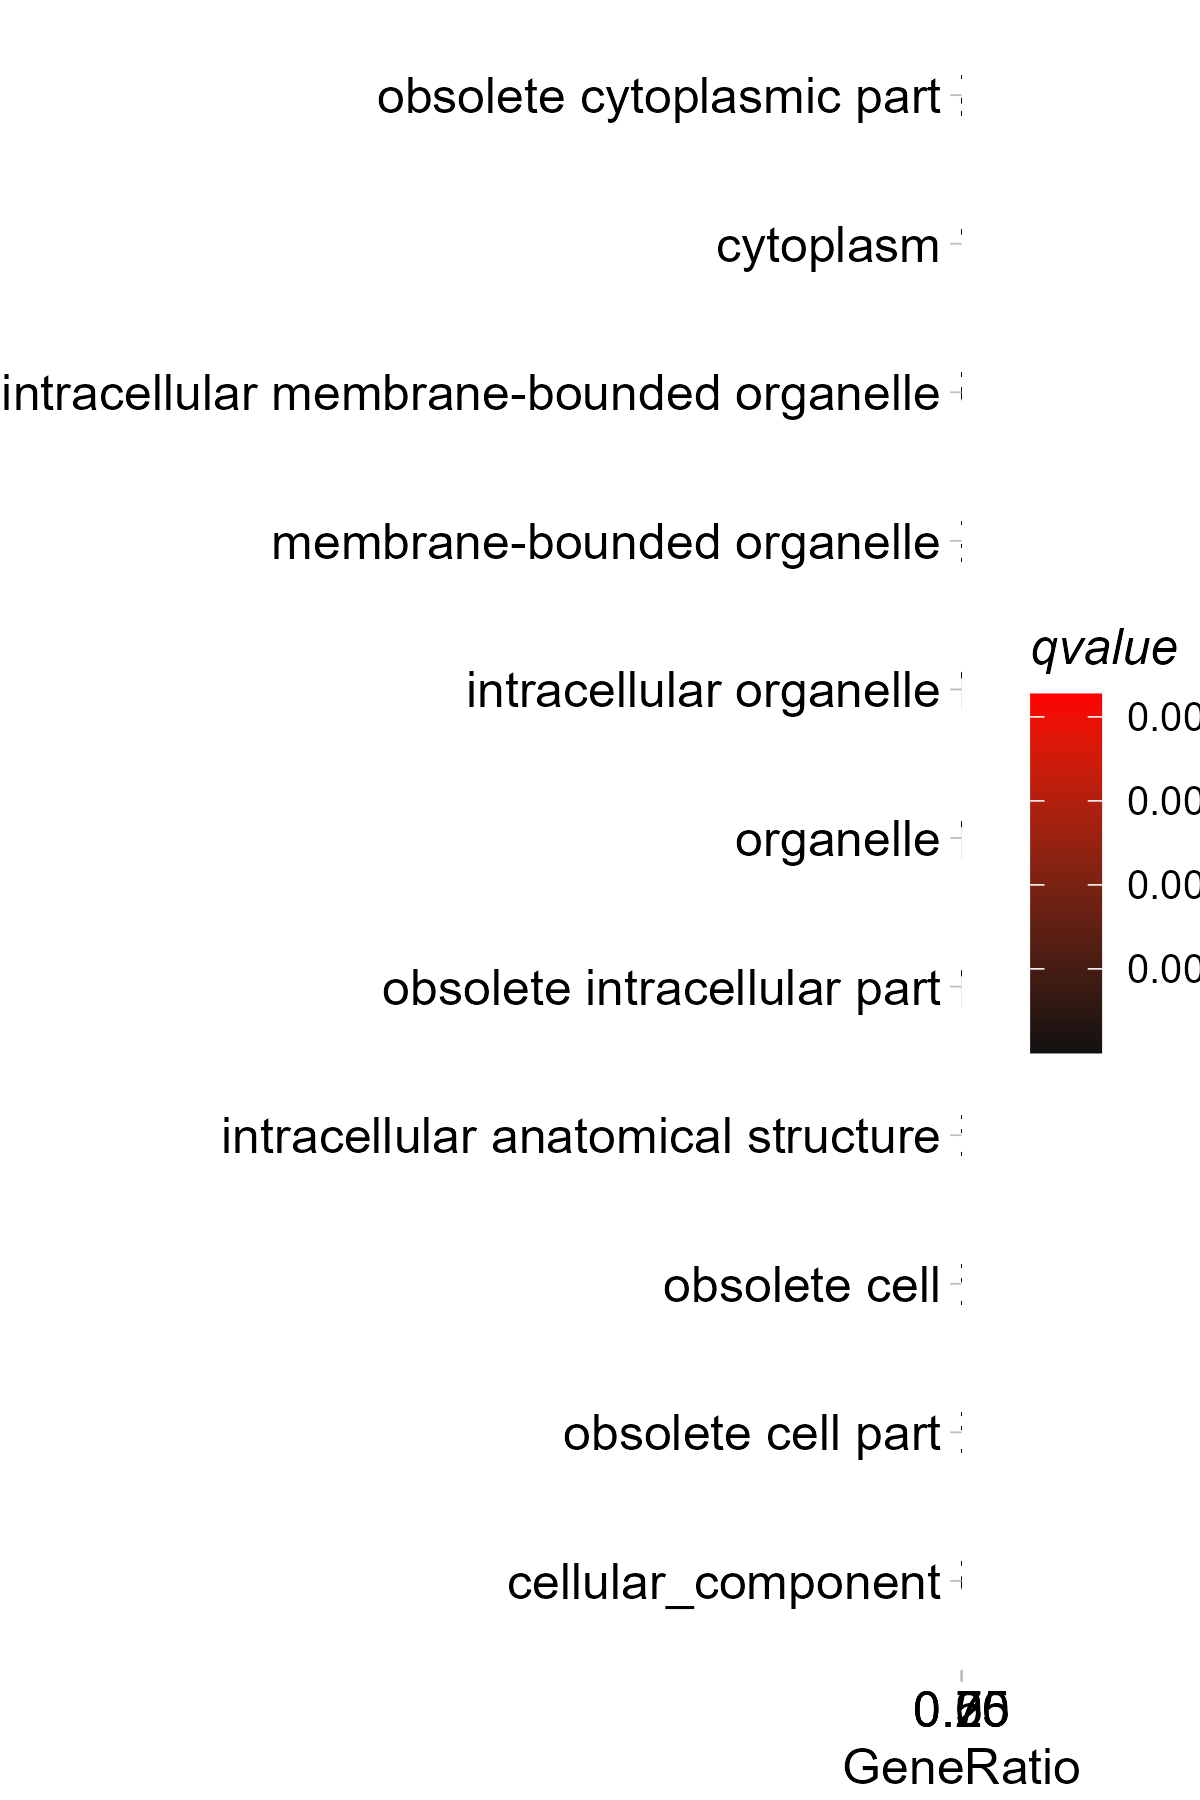 obsolete cytoplasmic part
cytoplasm
intracellular membrane-bounded organelle
membrane-bounded organelle
intracellular organelle
qvalue
0.00
organelle
0.00
0.00
obsolete intracellular part
0.00
intracellular anatomical structure
obsolete cell
obsolete cell part
cellular_component
GeneRatio